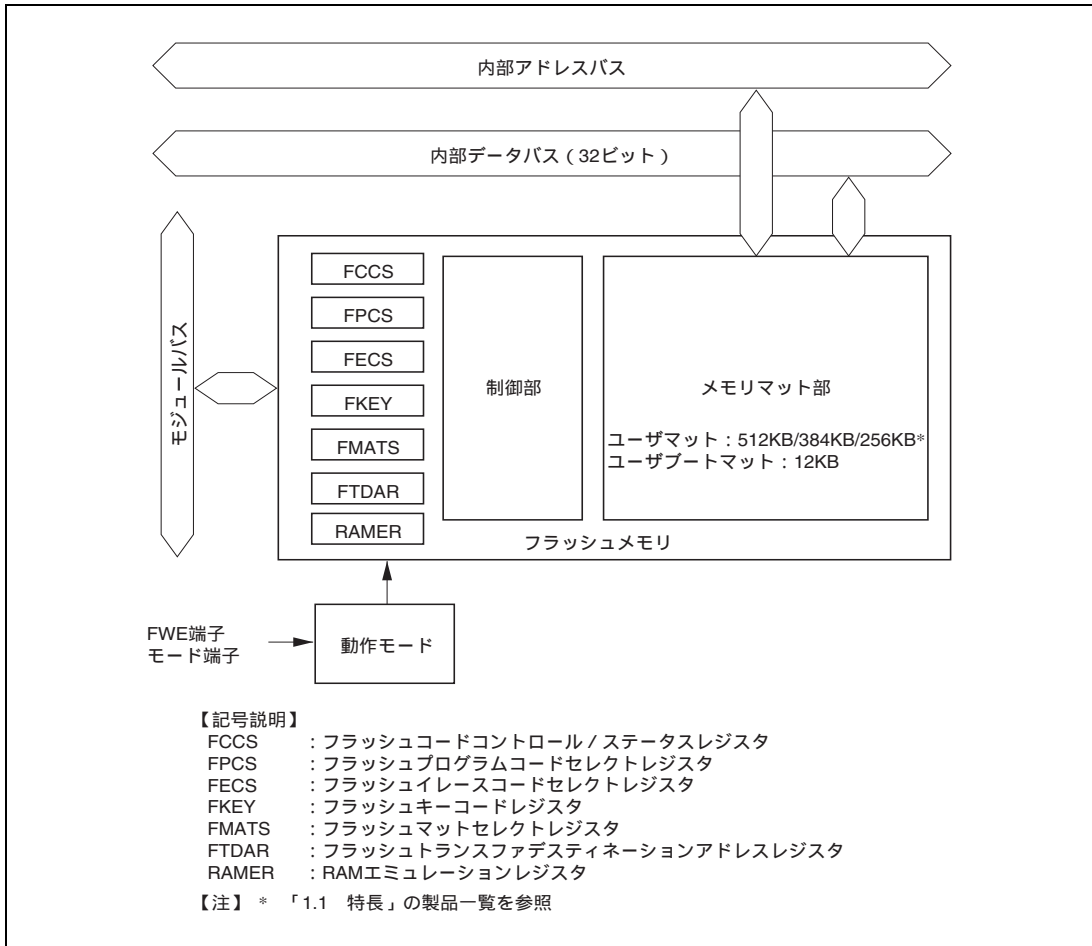 内部アドレスバス
内部データバス（32ビット）
モジュールバス
FCCS
FPCS
FECS
FKEY
FMATS
FTDAR
RAMER
制御部
メモリマット部
ユーザマット：512KB/384KB/256KB*
ユーザブートマット：12KB
フラッシュメモリ
FWE端子
モード端子
動作モード
【記号説明】
FCCS ：フラッシュコードコントロール / ステータスレジスタ
FPCS ：フラッシュプログラムコードセレクトレジスタ
FECS ：フラッシュイレースコードセレクトレジスタ
FKEY ：フラッシュキーコードレジスタ
FMATS ：フラッシュマットセレクトレジスタ
FTDAR ：フラッシュトランスファデスティネーションアドレスレジスタ
RAMER ：RAMエミュレーションレジスタ
【注】 * 「1.1 特長」の製品一覧を参照